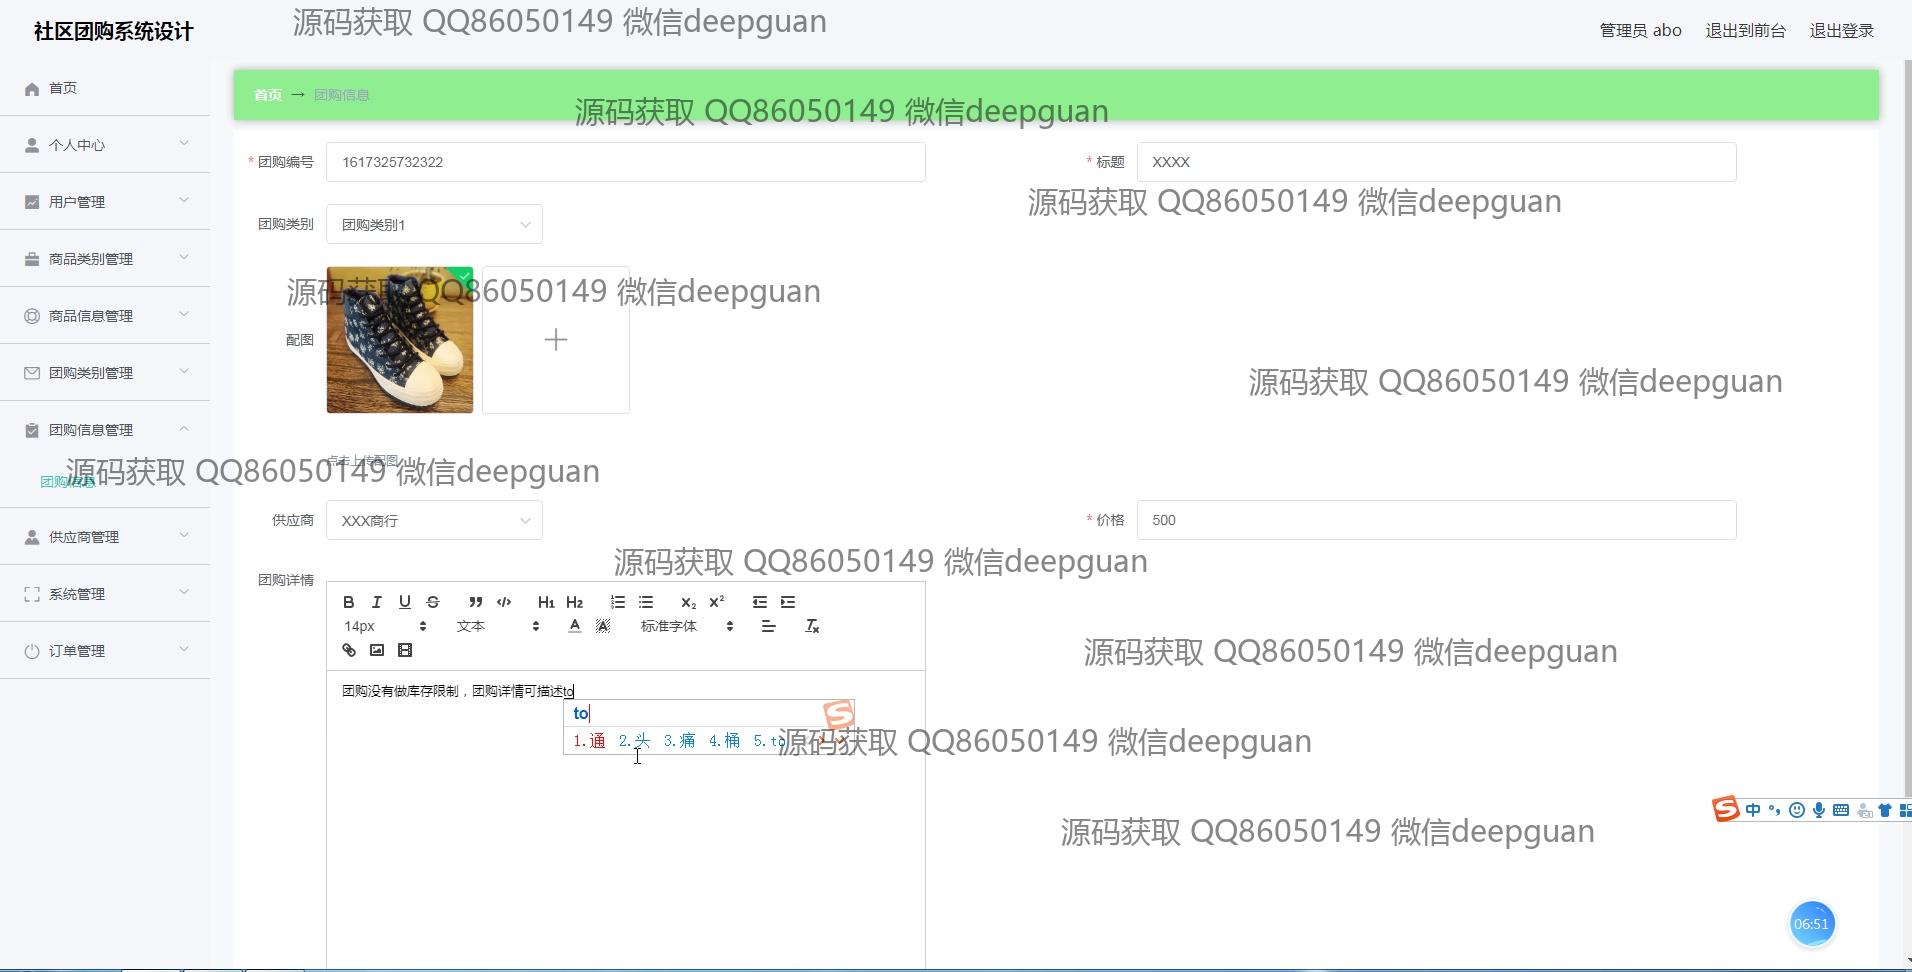 社区团购系统设计
源码获取 QQ86050149 微信deepguan
管理员 abo 退出到前台 退出登录
首页
个人中心
用户管理
商品类别管理
商品信息管理
团购类别管理
团购信息管理
团购信息
供应商管理
系统管理
订单管理
首页 → 团购信息
源码获取 QQ86050149 微信deepguan
* 团购编号 1617325732322
* 标题 XXXX
源码获取 QQ86050149 微信deepguan
团购类别 团购类别1
源码获取 QQ86050149 微信deepguan
配图
源码获取 QQ86050149 微信deepguan
点击上传配图
源码获取 QQ86050149 微信deepguan
供应商 XXX商行
* 价格 500
源码获取 QQ86050149 微信deepguan
团购详情
B I U S H1 H2 X2 X2
14px 文本 A A 标准字体 Tx
源码获取 QQ86050149 微信deepguan
团购没有做库存限制，团购详情可描述to
to
1.通 2.头 3.痛 4.桶 5.to
源码获取 QQ86050149 微信deepguan
中
源码获取 QQ86050149 微信deepguan
06:51